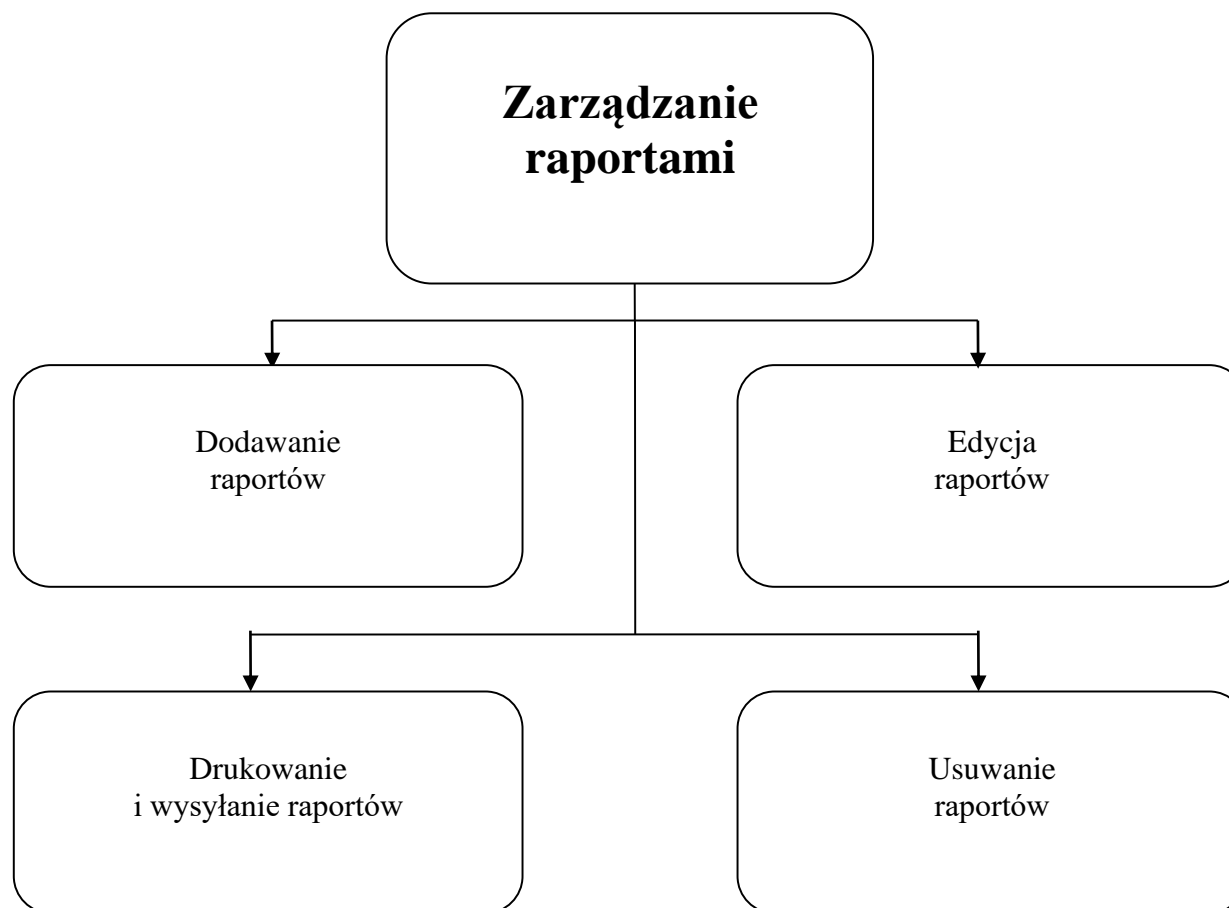 Zarządzanie
raportami
Dodawanie
raportów
Edycja
raportów
Drukowanie
i wysyłanie raportów
Usuwanie
raportów